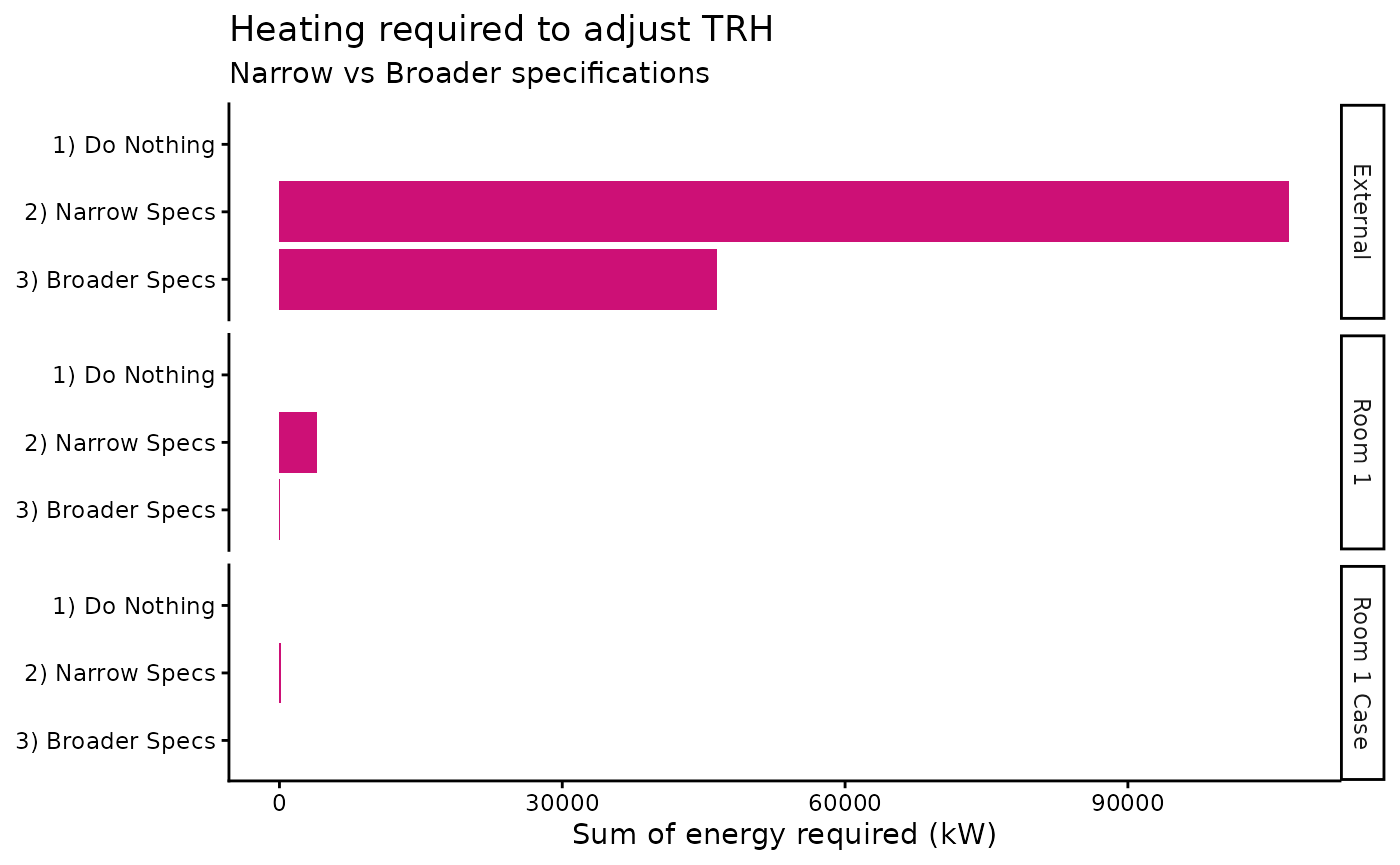 Heating required to adjust TRH
Narrow vs Broader specifications
1) Do Nothing
2) Narrow Specs
3) Broader Specs
External
1) Do Nothing
2) Narrow Specs
3) Broader Specs
Room 1
1) Do Nothing
2) Narrow Specs
3) Broader Specs
Room 1 Case
0 30000 60000 90000
Sum of energy required (kW)